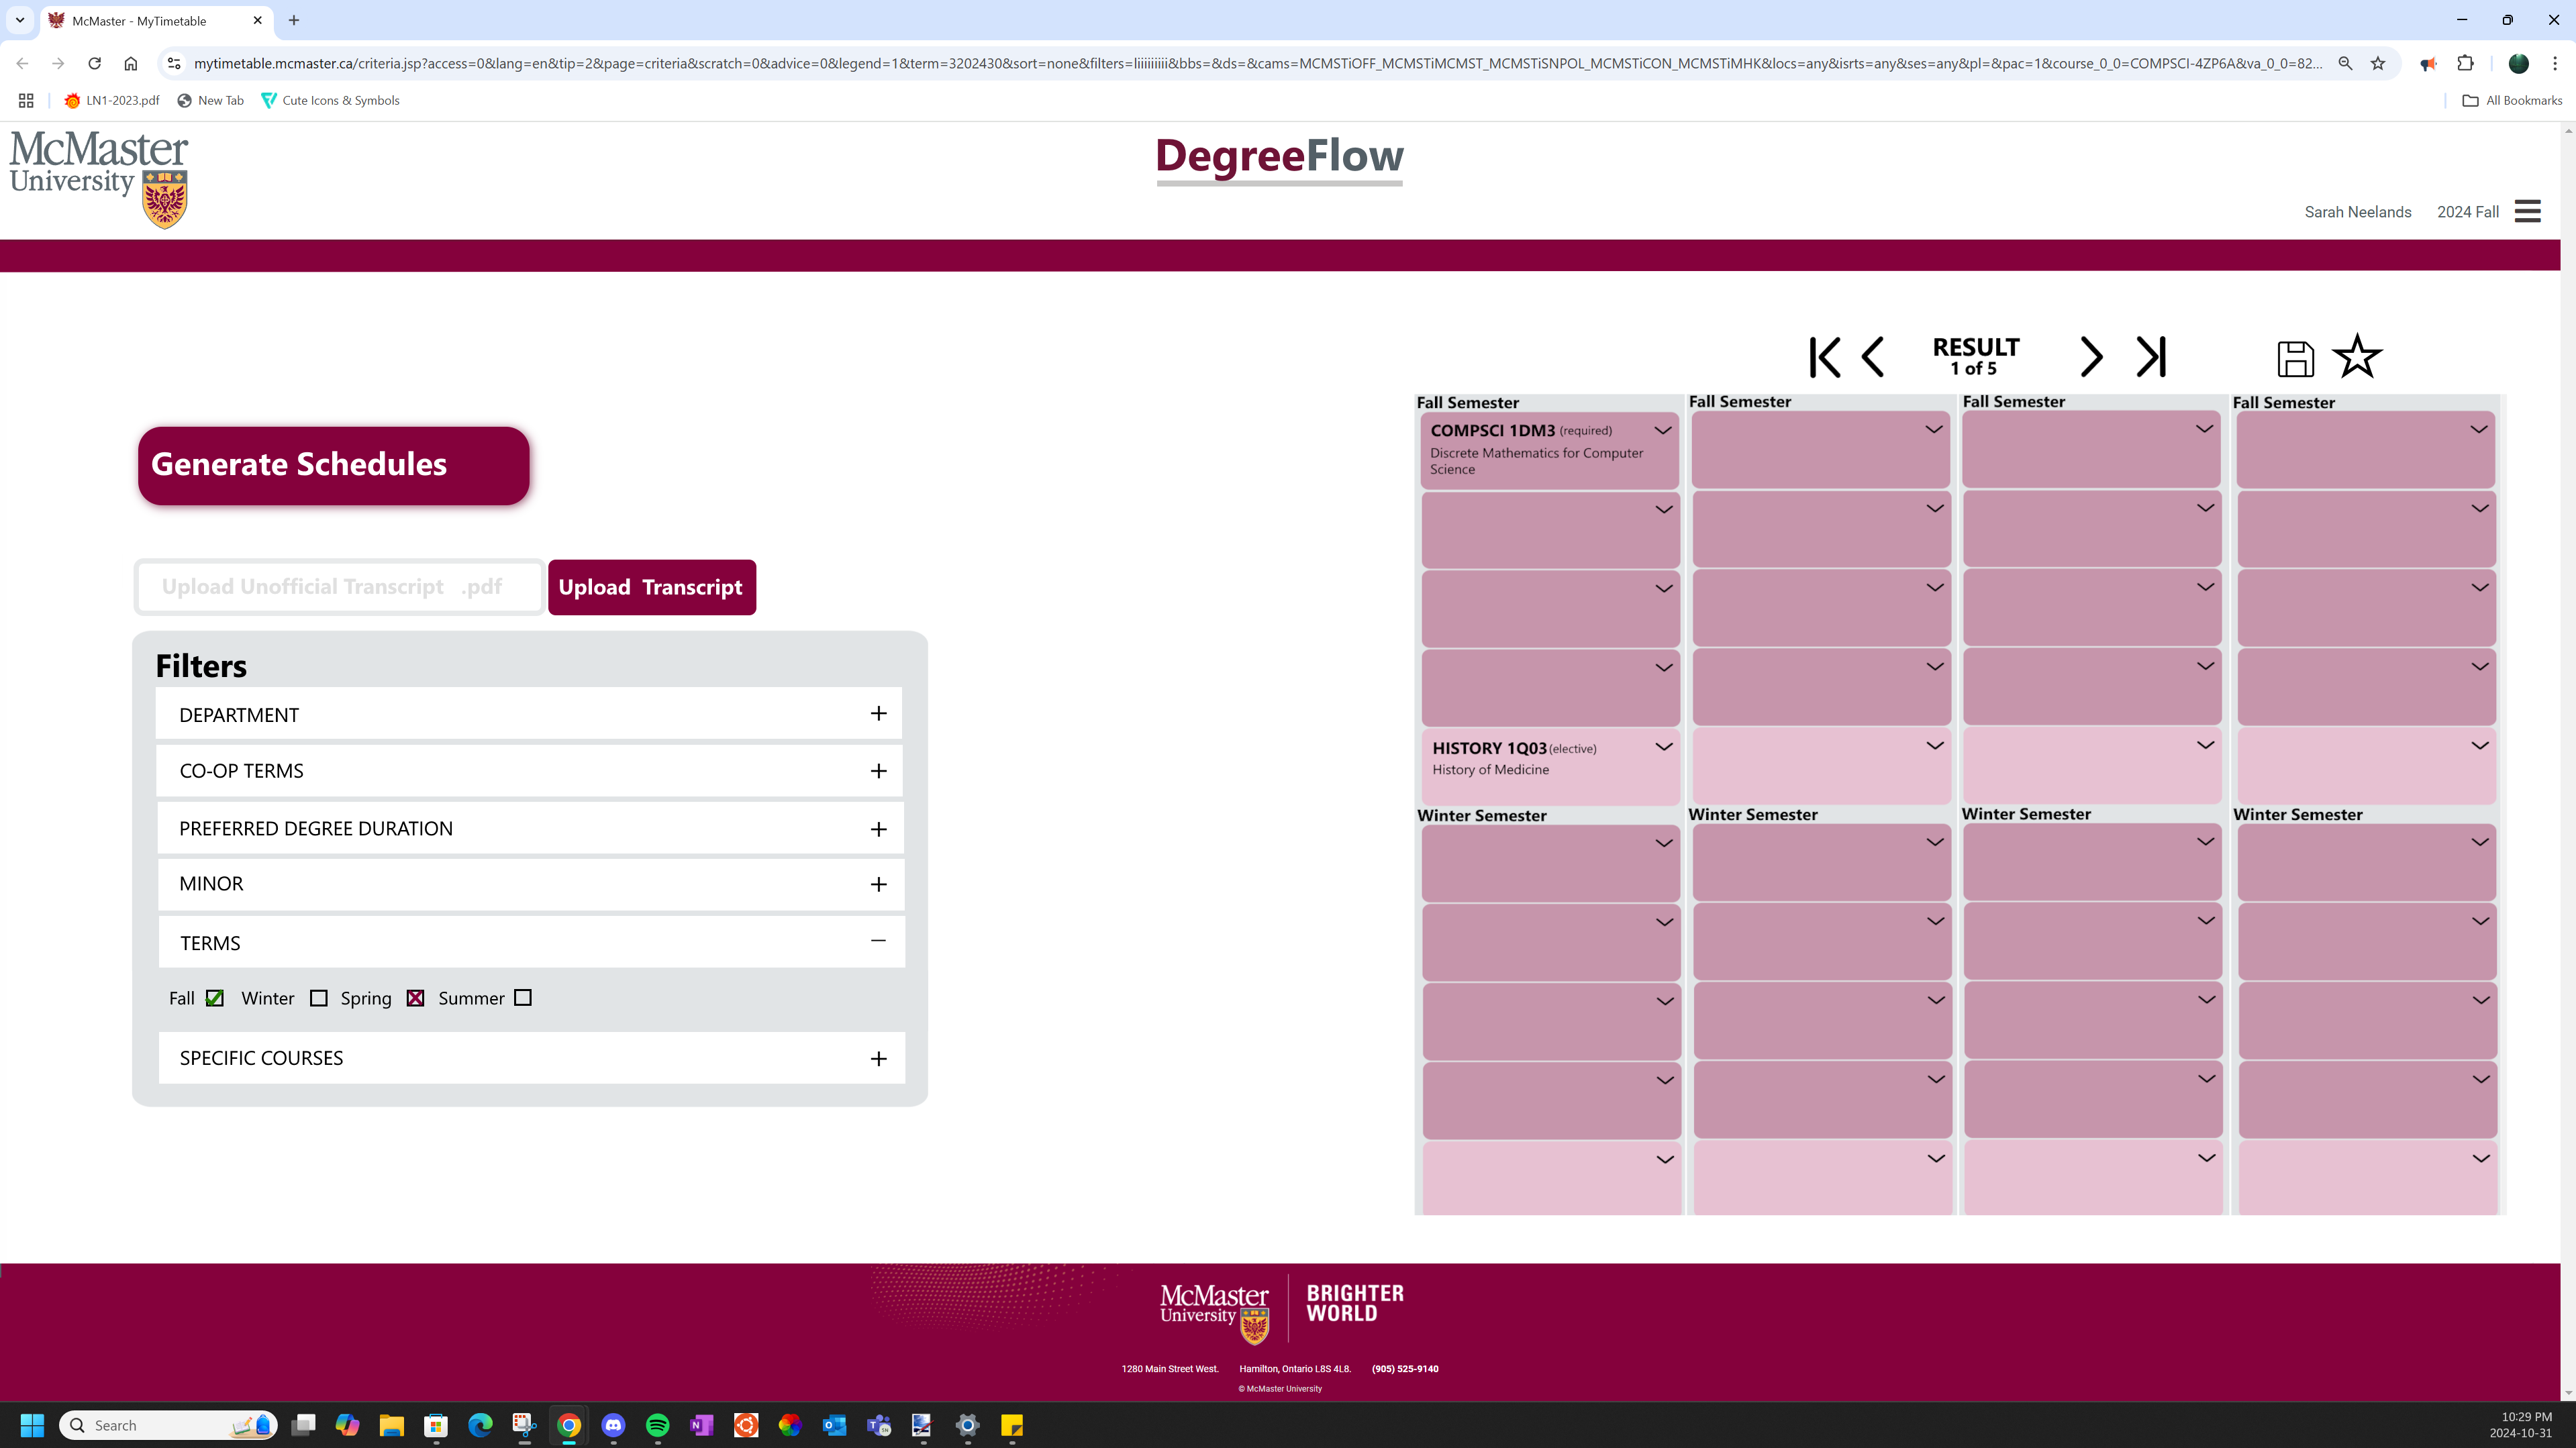 McMaster - MyTimetable
mytimetable.mcmaster.ca/criteria.jsp?access=0&lang=en&tip=2&page=criteria&scratch=0&advice=0&legend=1&term=3202430&sort=none&filters=liiiiiiiii&bbs=&ds=&cams=MCMSTiOFF_MCMSTiMCMST_MCMSTiSNPOL_MCMSTiCON_MCMSTiMHK&locs=any&isrts=any&ses=any&pl=&pac=1&course_0_0=COMPSCI-4ZP6A&va_0_0=82...
LN1-2023.pdf New Tab Cute Icons & Symbols All Bookmarks
McMaster
University
DegreeFlow
Sarah Neelands 2024 Fall
RESULT
1 of 5
Generate Schedules
Upload Unofficial Transcript .pdf Upload Transcript
Filters
DEPARTMENT
CO-OP TERMS
PREFERRED DEGREE DURATION
MINOR
TERMS
Fall Winter Spring Summer
SPECIFIC COURSES
Fall Semester Fall Semester Fall Semester Fall Semester
COMPSCI 1DM3 (required)
Discrete Mathematics for Computer
Science
HISTORY 1Q03 (elective)
History of Medicine
Winter Semester Winter Semester Winter Semester Winter Semester
McMaster
University
BRIGHTER
WORLD
1280 Main Street West. Hamilton, Ontario L8S 4L8. (905) 525-9140
© McMaster University
Search
10:29 PM
2024-10-31